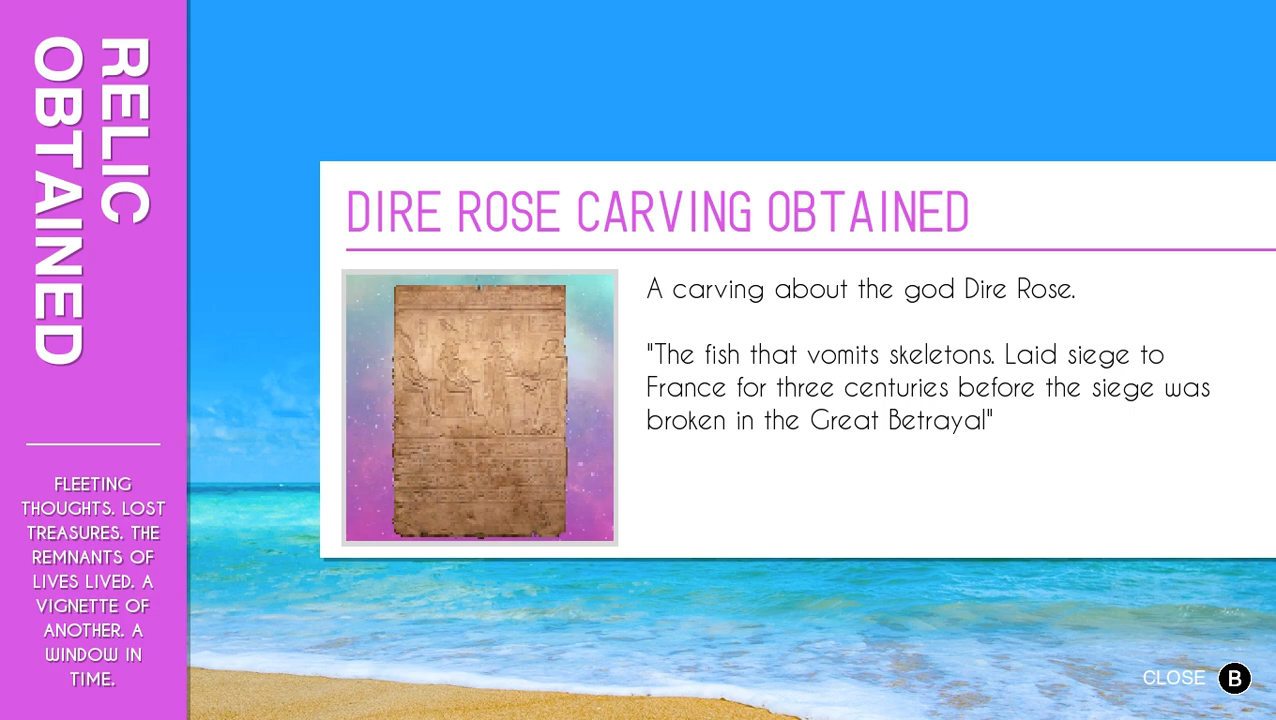 RELIC
OBTAINED
FLEETING
THOUGHTS. LOST
TREASURES. THE
REMNANTS OF
LIVES LIVED. A
VIGNETTE OF
ANOTHER. A
WINDOW IN
TIME.
DIRE ROSE CARVING OBTAINED
A carving about the god Dire Rose.
"The fish that vomits skeletons. Laid siege to
France for three centuries before the siege was
broken in the Great Betrayal"
CLOSE B